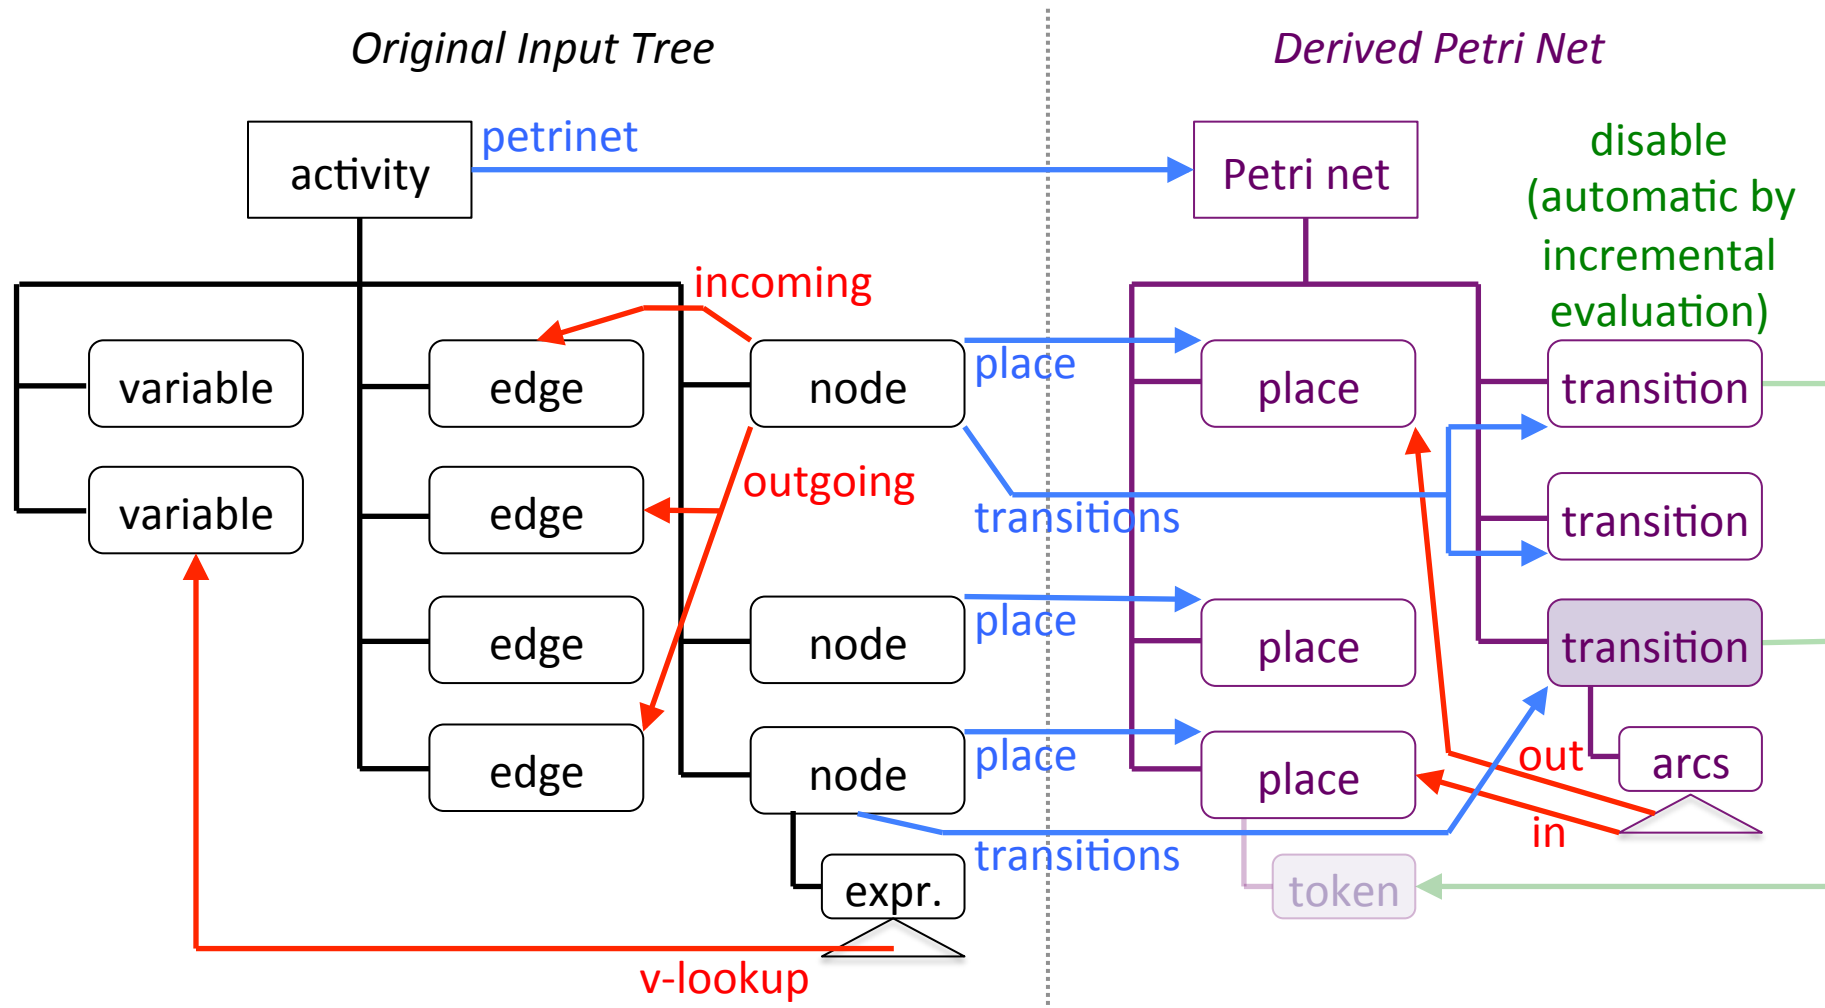 Original Input Tree
Derived Petri Net
activity
petrinet
Petri net
disable
(automatic by
incremental
evaluation)
incoming
variable
edge
node
place
place
transition
variable
edge
outgoing
transitions
transition
edge
node
place
place
transition
edge
node
place
place
out
arcs
in
expr.
transitions
token
v-lookup